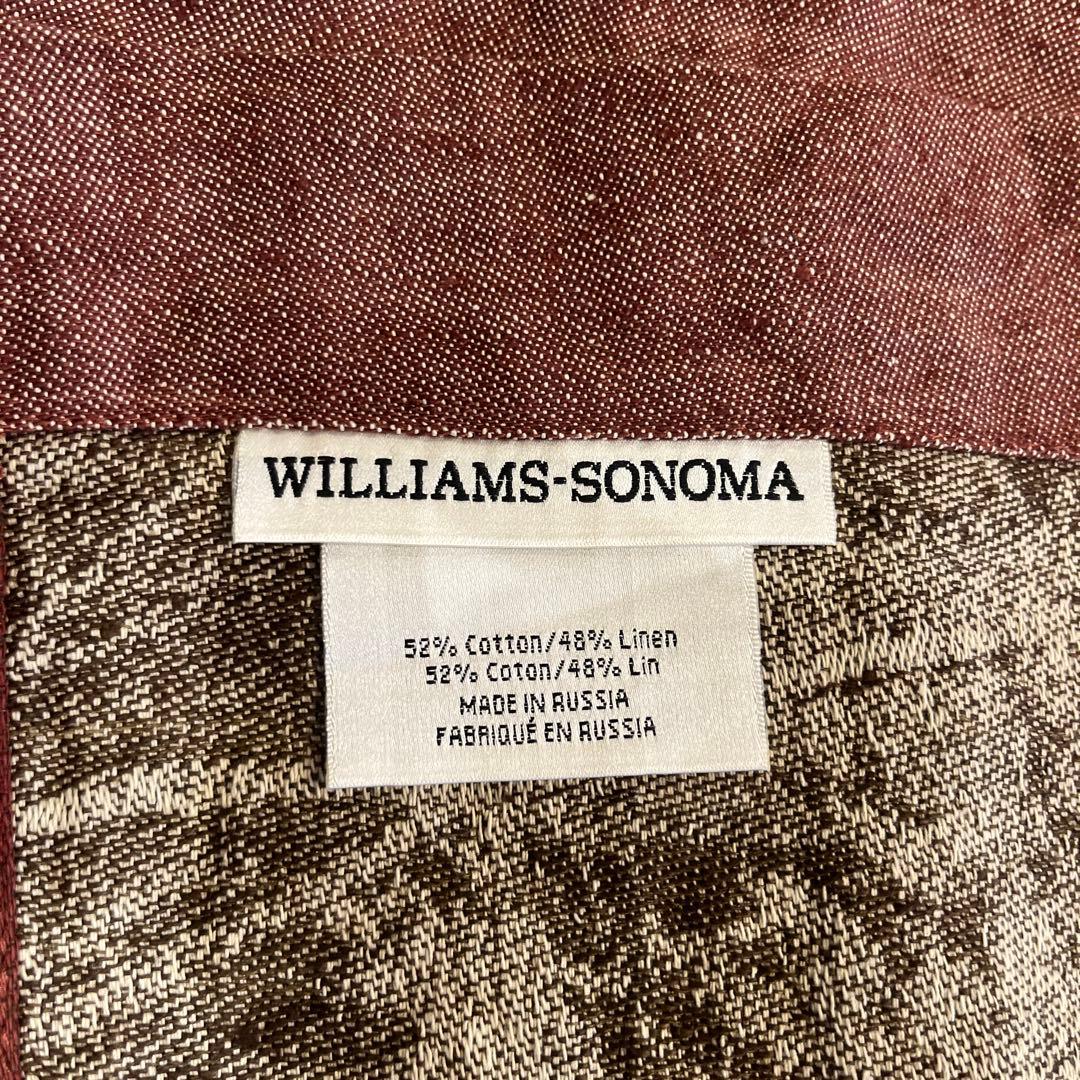 WILLIAMS-SONOMA
52% Cotton/48% Linen
52% Coton/48% Lin
MADE IN RUSSIA
FABRIQUÉ EN RUSSIA